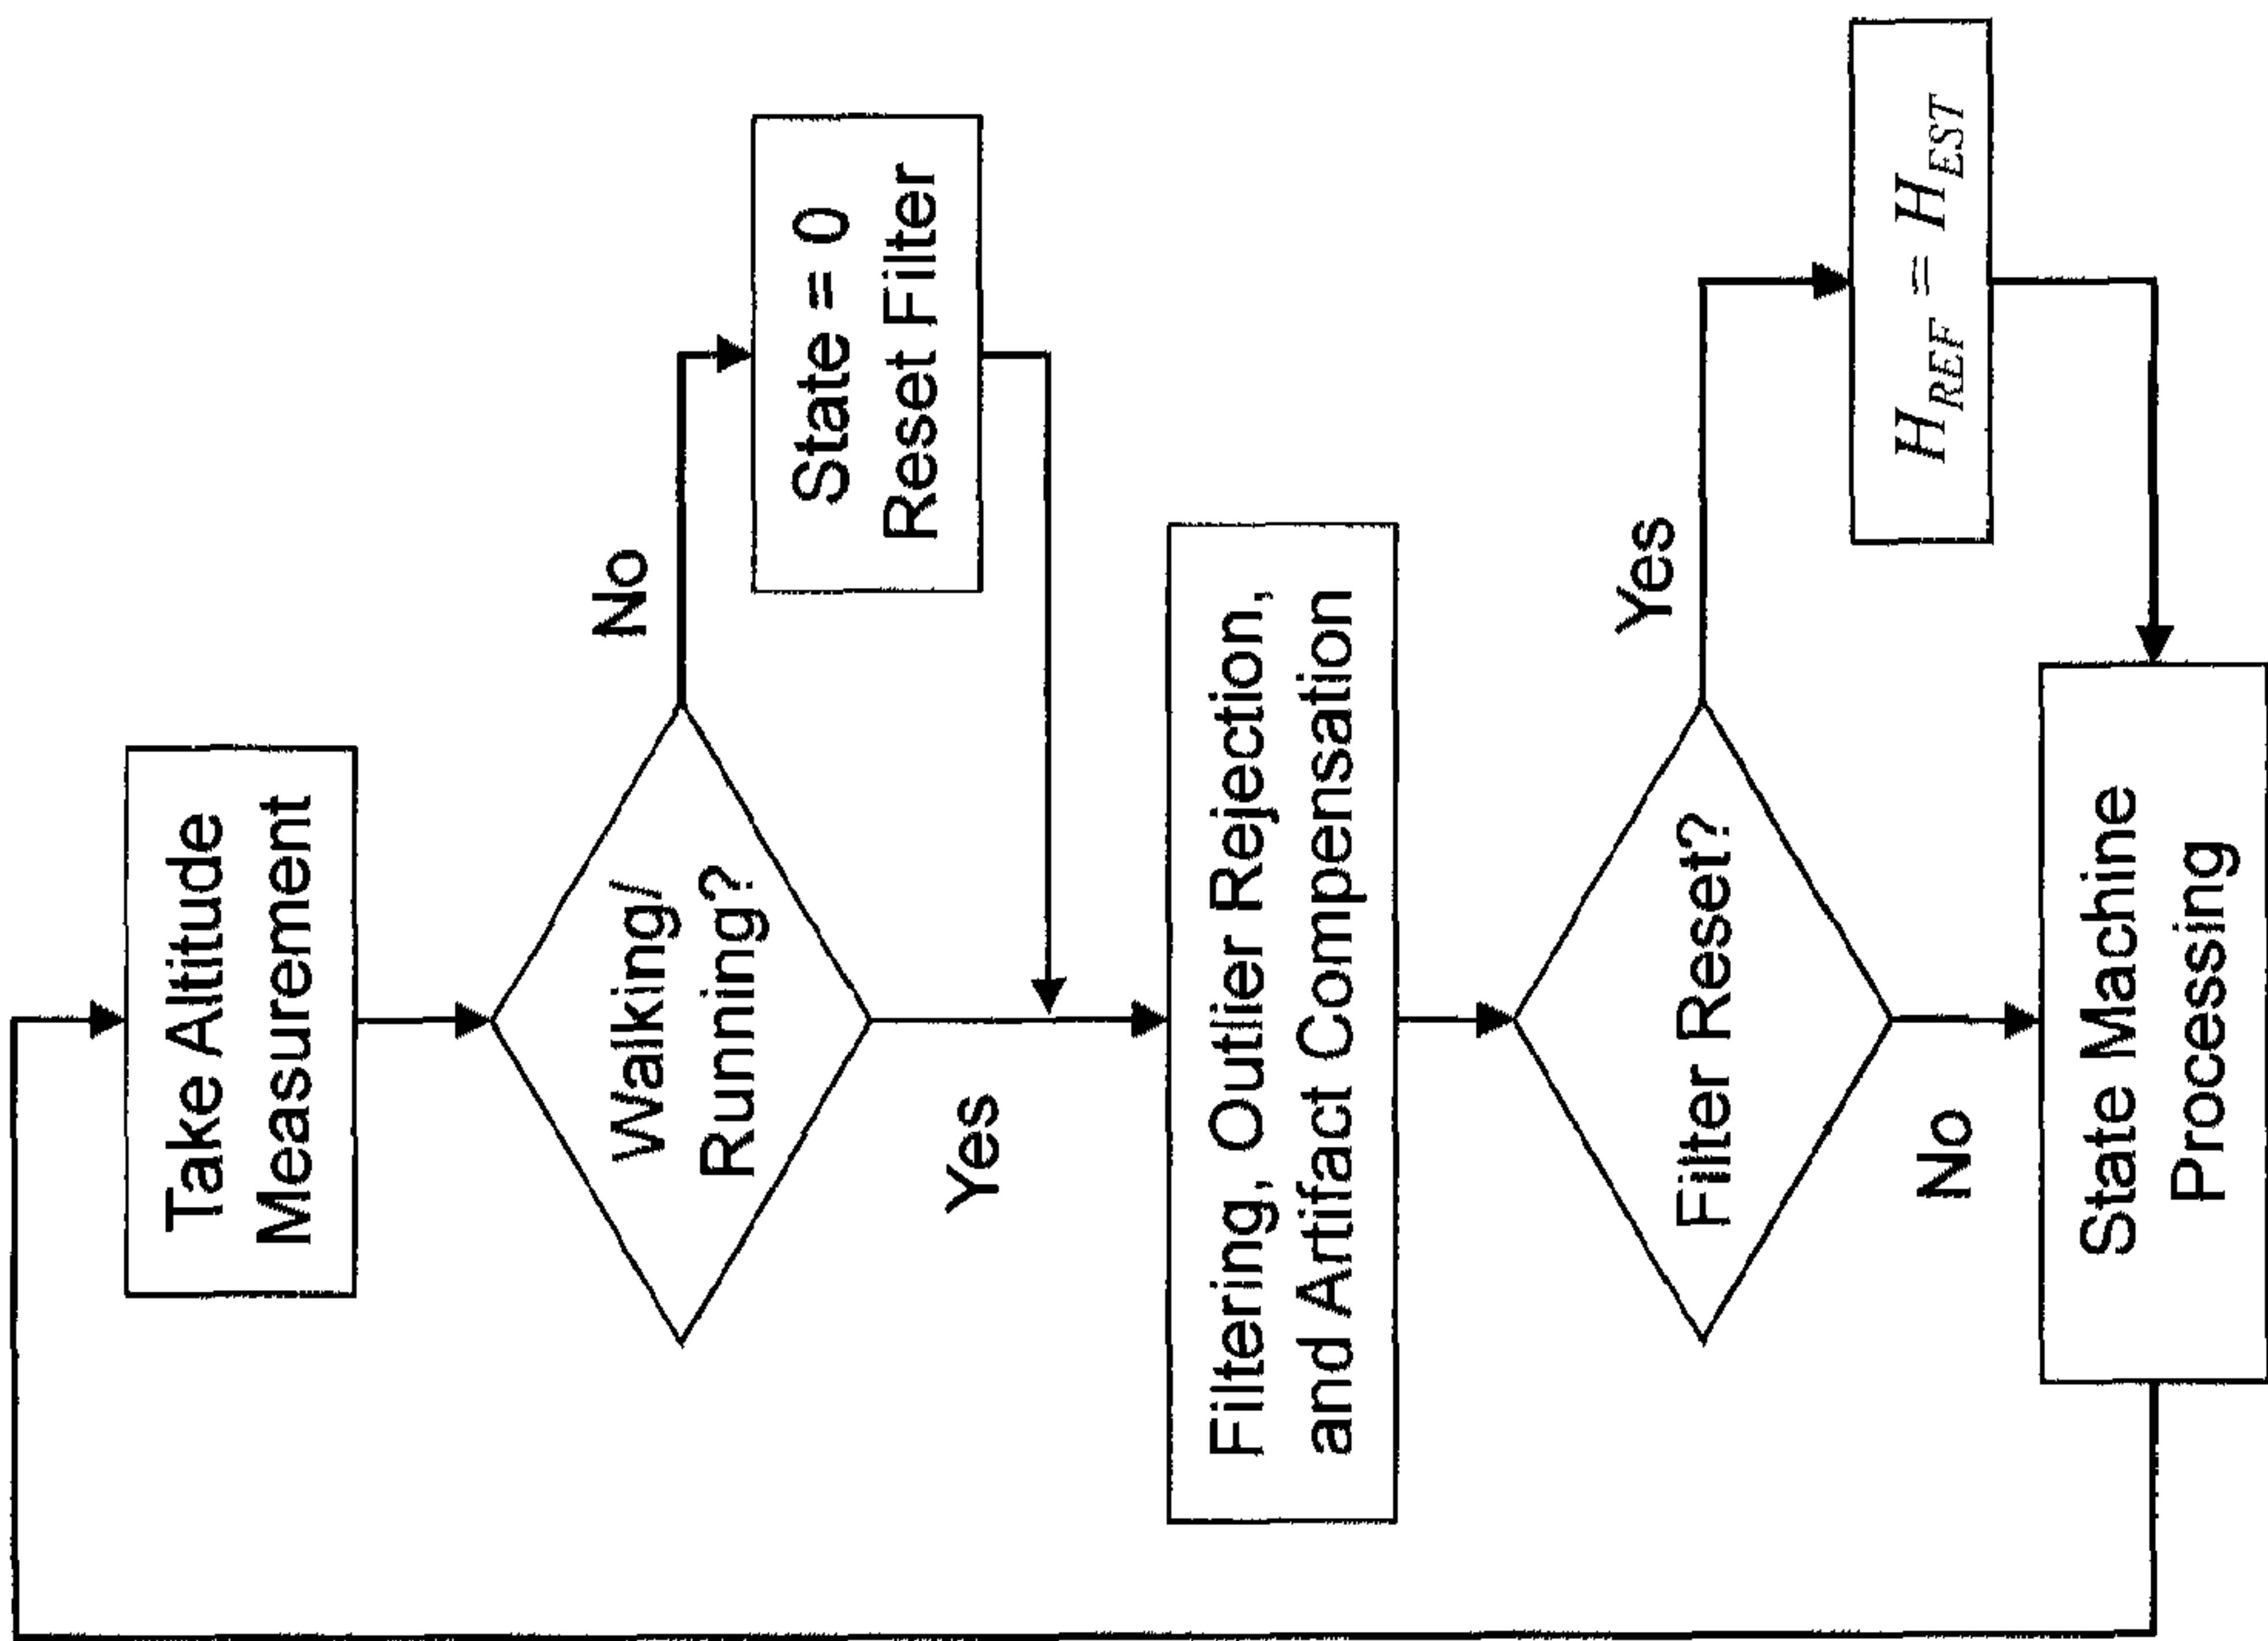 Take Altitude
Measurement
Walking/
Running?
No
State = 0
Reset Filter
Yes
Filtering, Outlier Rejection,
and Artifact Compensation
Filter Reset?
Yes
H_REF = H_EST
No
State Machine
Processing